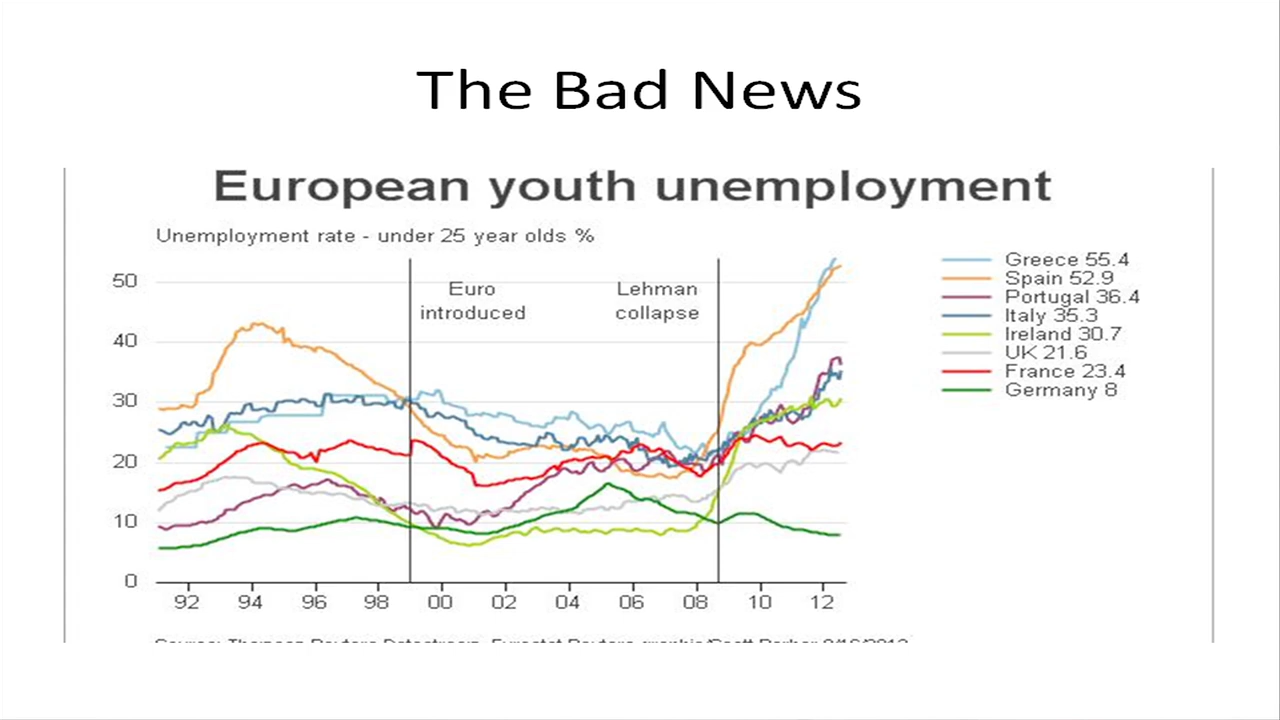 The Bad News
European youth unemployment
Unemployment rate - under 25 year olds %
Greece 55.4
Spain 52.9
Portugal 36.4
Italy 35.3
Ireland 30.7
UK 21.6
France 23.4
Germany 8
Euro
introduced
Lehman
collapse
50
40
30
20
10
0
92 94 96 98 00 02 04 06 08 10 12